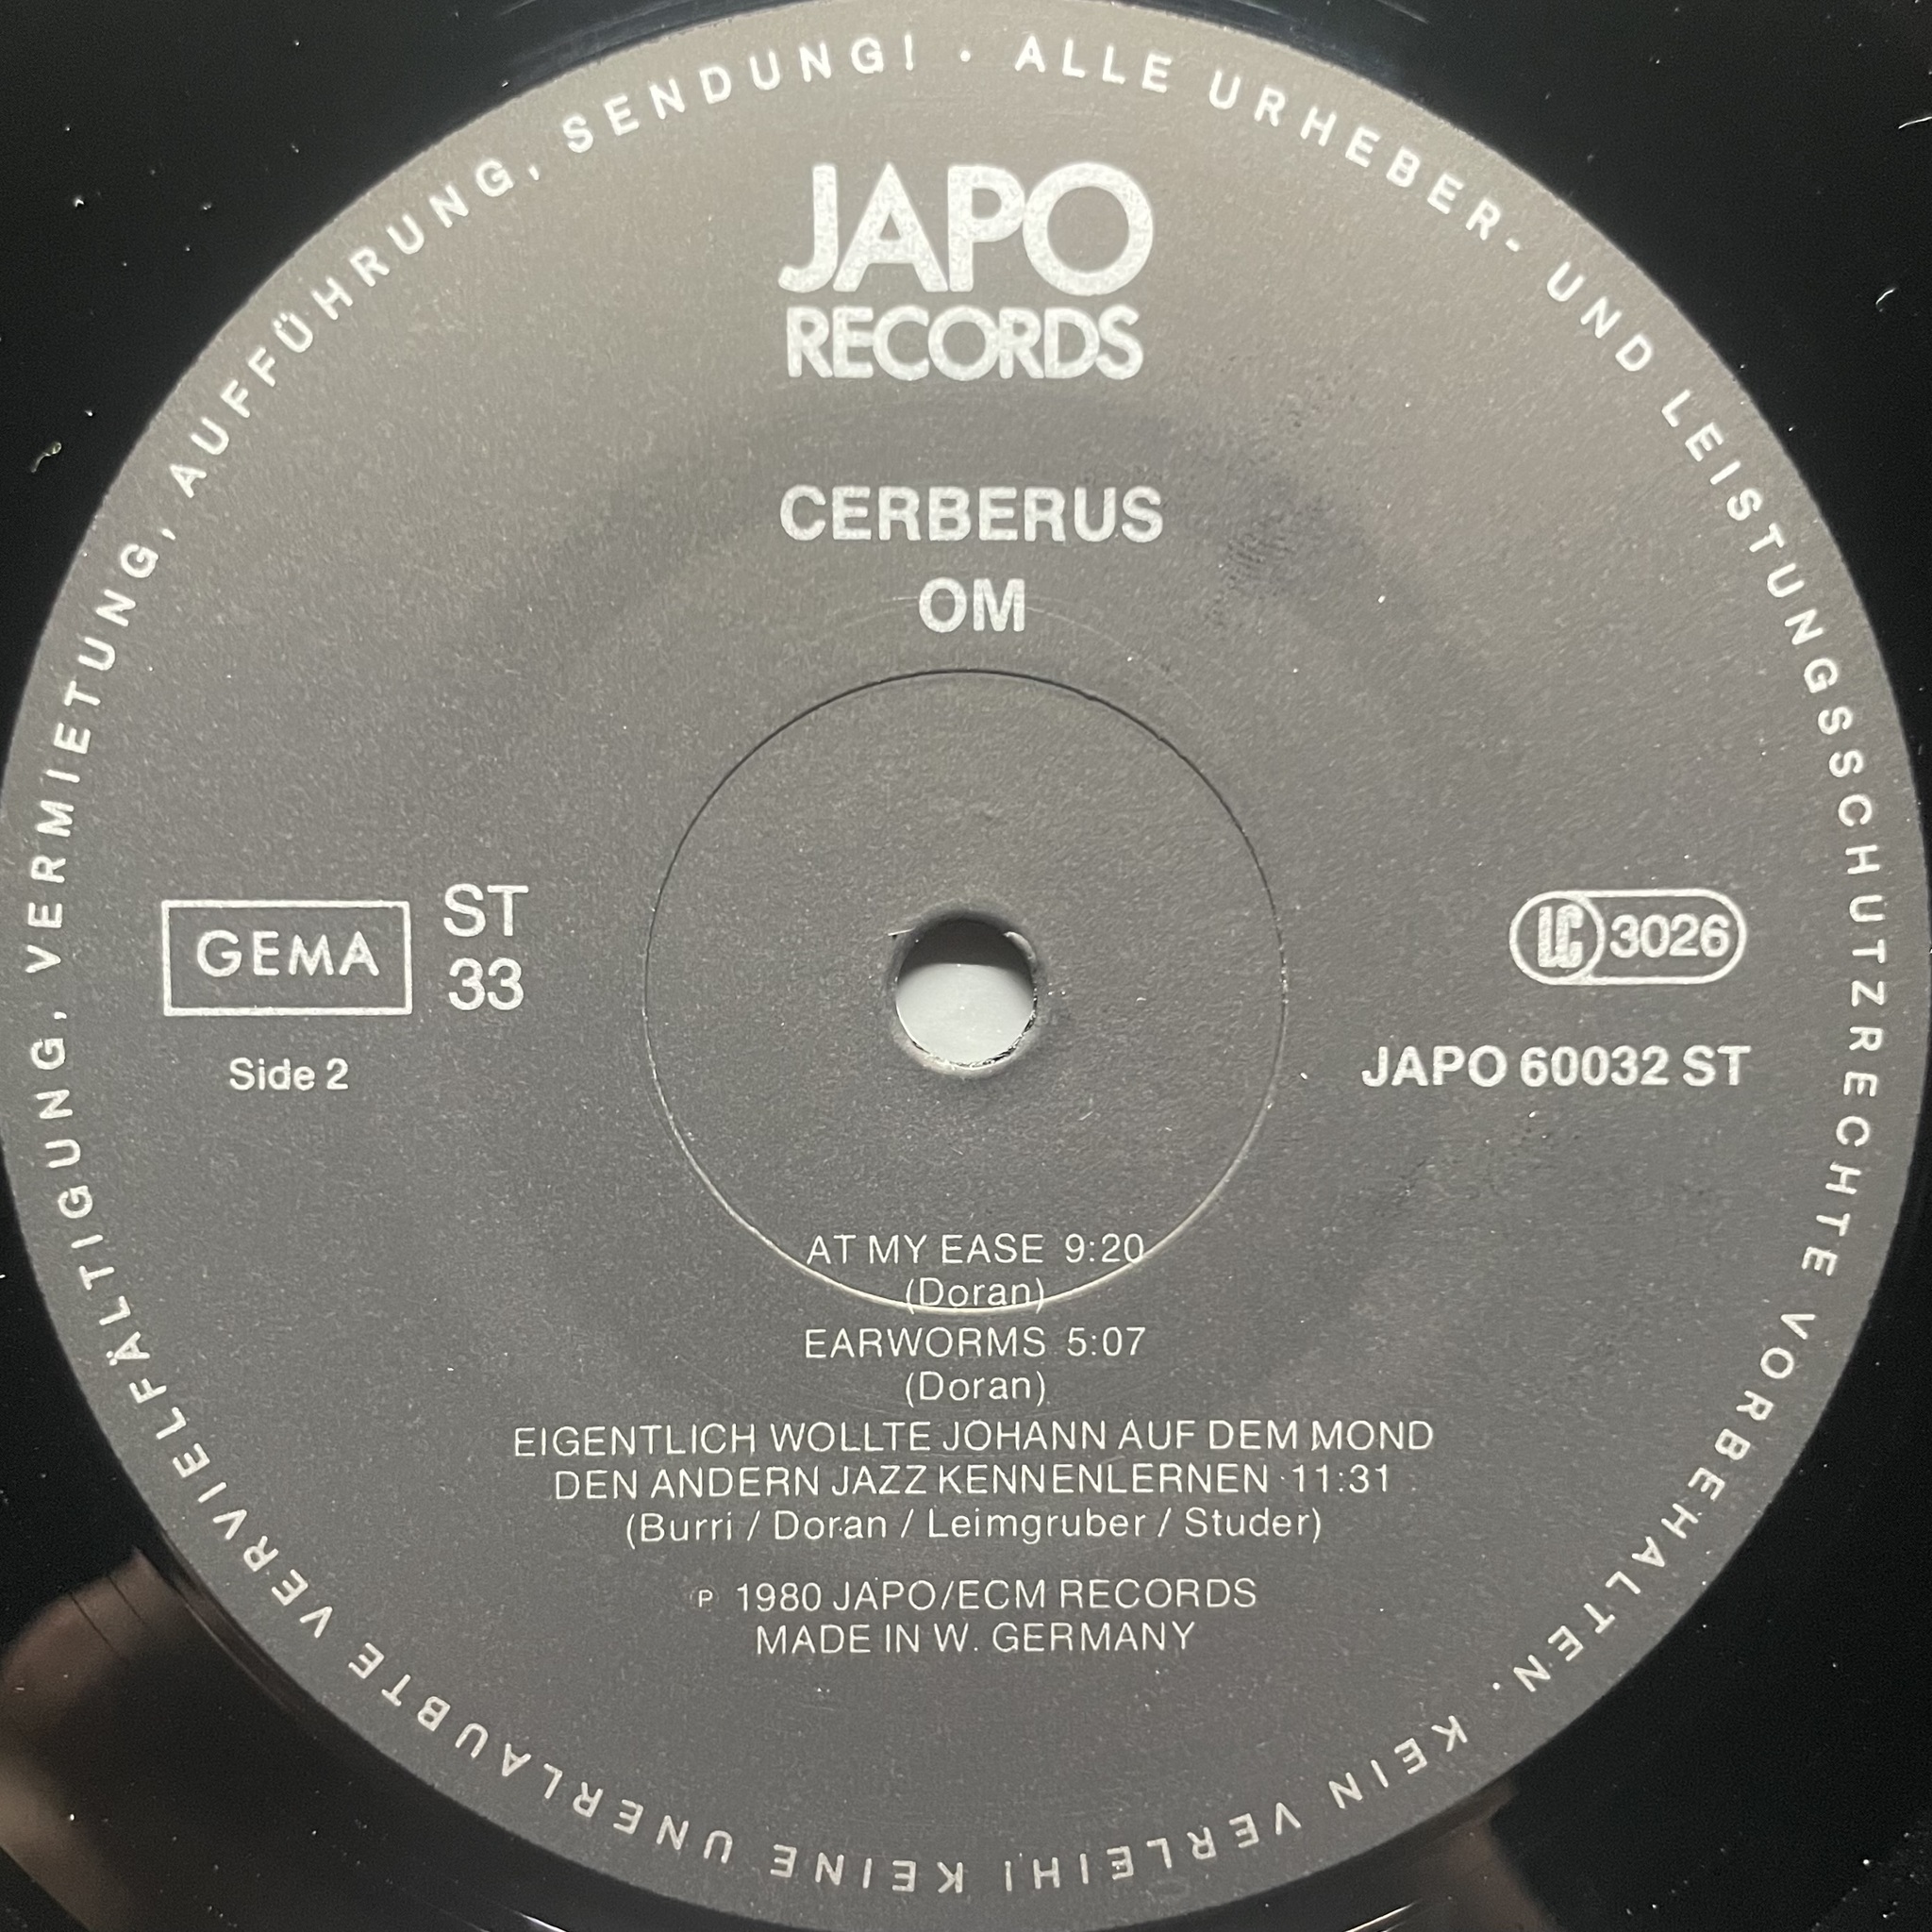 ALLE URHEBER- UND LEISTUNGSSCHUTZRECHTE VORBEHALTEN. KEIN VERLEIH! KEINE UNERLAUBTE VERVIELFÄLTIGUNG, VERMIETUNG, AUFFÜHRUNG, SENDUNG! ·
JAPO
RECORDS
CERBERUS
OM
GEMA
ST
33
Side 2
LC 3026
JAPO 60032 ST
AT MY EASE 9:20
(Doran)
EARWORMS 5:07
(Doran)
EIGENTLICH WOLLTE JOHANN AUF DEM MOND
DEN ANDERN JAZZ KENNENLERNEN 11:31
(Burri / Doran / Leimgruber / Studer)
℗ 1980 JAPO/ECM RECORDS
MADE IN W. GERMANY